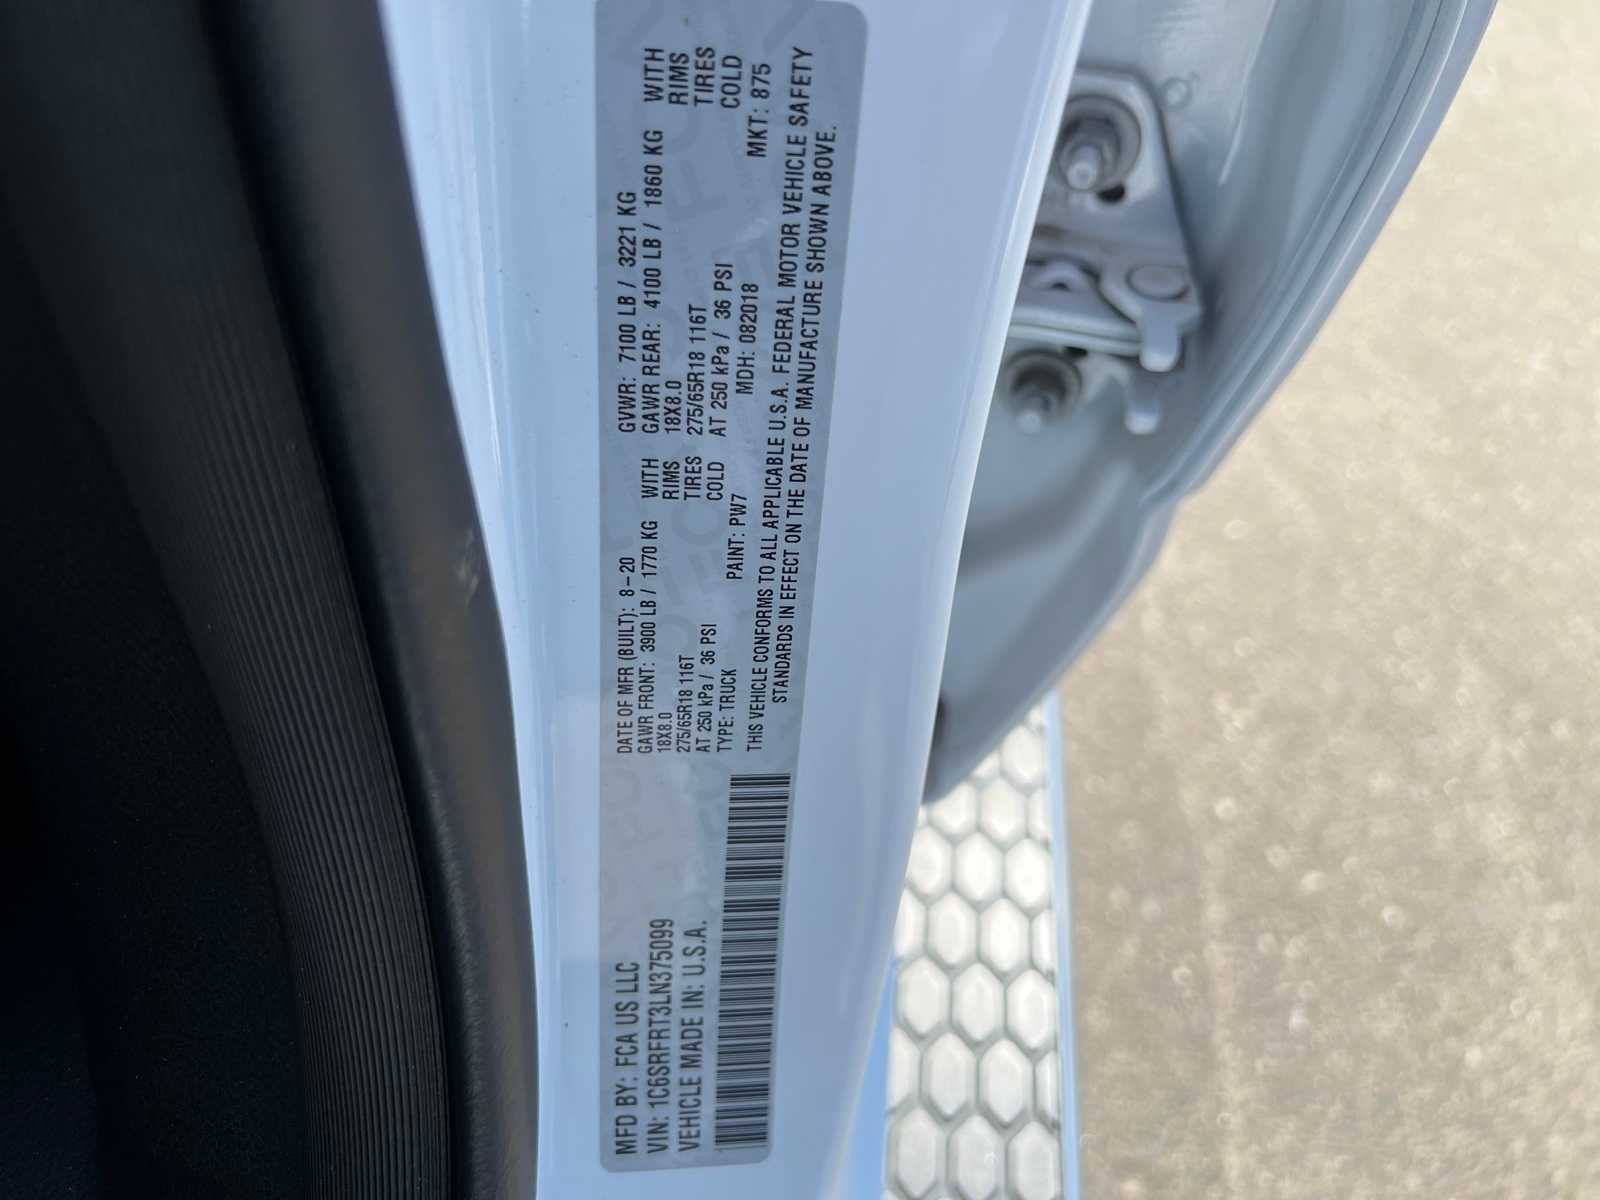 MFD BY: FCA US LLC
VIN: 1C6SRFRT3LN375099
VEHICLE MADE IN: U.S.A.
DATE OF MFR (BUILT): 8-20 GVWR: 7100 LB / 3221 KG
GAWR FRONT: 3900 LB / 1770 KG WITH GAWR REAR: 4100 LB / 1860 KG WITH
18X8.0 RIMS 18X8.0 RIMS
275/65R18 116T TIRES 275/65R18 116T TIRES
AT 250 kPa / 36 PSI COLD AT 250 kPa / 36 PSI COLD
TYPE: TRUCK PAINT: PW7 MDH: 082018 MKT: 875
THIS VEHICLE CONFORMS TO ALL APPLICABLE U.S.A. FEDERAL MOTOR VEHICLE SAFETY
STANDARDS IN EFFECT ON THE DATE OF MANUFACTURE SHOWN ABOVE.